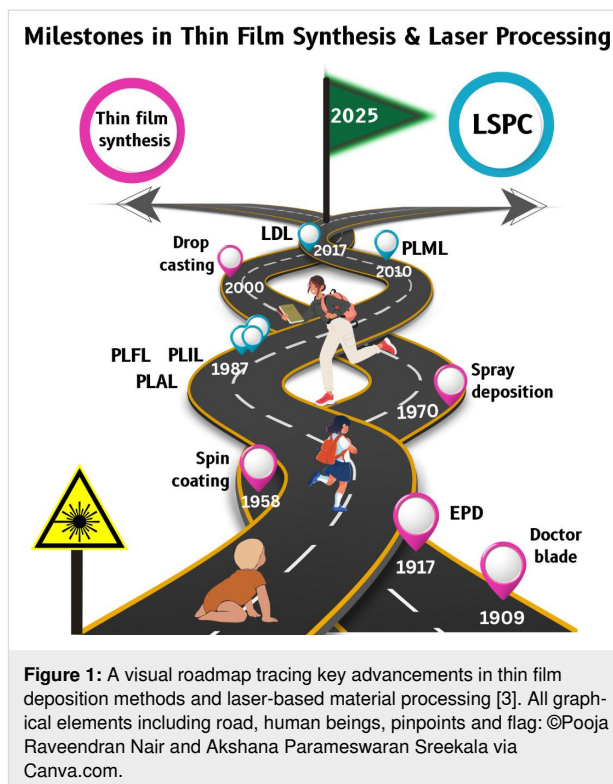 Milestones in Thin Film Synthesis & Laser Processing
Thin film
synthesis
2025
LSPC
LDL
2017
PLML
2010
Drop
casting
2000
PLFL PLIL
PLAL
1987
Spray
deposition
1970
Spin
coating
1958
EPD
1917
Doctor
blade
1909
Figure 1: A visual roadmap tracing key advancements in thin film
deposition methods and laser-based material processing [3]. All graph-
ical elements including road, human beings, pinpoints and flag: ©Pooja
Raveendran Nair and Akshana Parameswaran Sreekala via
Canva.com.